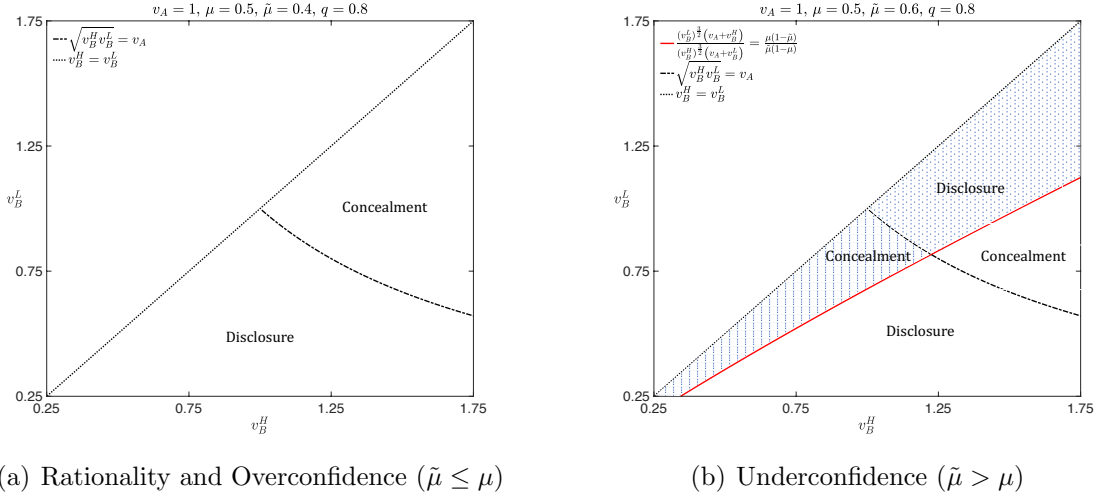 v_A = 1, μ = 0.5, μ̃ = 0.4, q = 0.8
1.75
√(v_B^H v_B^L) = v_A
v_B^H = v_B^L
1.25
v_B^L
Concealment
0.75
Disclosure
0.25
0.25 0.75 1.25 1.75
v_B^H
(a) Rationality and Overconfidence (μ̃ ≤ μ)
v_A = 1, μ = 0.5, μ̃ = 0.6, q = 0.8
1.75
(v_B^L)^{3/2}(v_A+v_B^H) / (v_B^H)^{3/2}(v_A+v_B^L) = μ(1−μ̃) / μ̃(1−μ)
√(v_B^H v_B^L) = v_A
v_B^H = v_B^L
1.25
v_B^L
Disclosure
Concealment Concealment
0.75
Disclosure
0.25
0.25 0.75 1.25 1.75
v_B^H
(b) Underconfidence (μ̃ > μ)